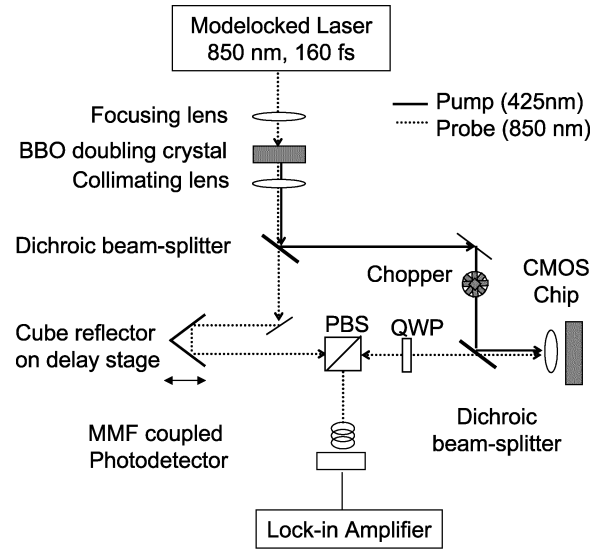 Modelocked Laser
850 nm, 160 fs
Focusing lens
Pump (425nm)
Probe (850 nm)
BBO doubling crystal
Collimating lens
Dichroic beam-splitter
Chopper
CMOS
Chip
PBS
QWP
Cube reflector
on delay stage
Dichroic
beam-splitter
MMF coupled
Photodetector
Lock-in Amplifier